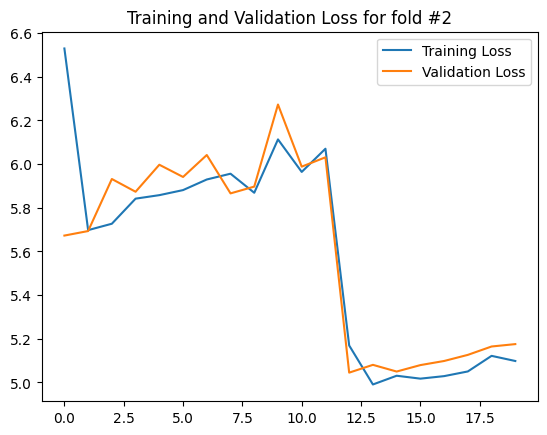 Training and Validation Loss for fold #2
Training Loss
Validation Loss
6.6
6.4
6.2
6.0
5.8
5.6
5.4
5.2
5.0
0.0 2.5 5.0 7.5 10.0 12.5 15.0 17.5